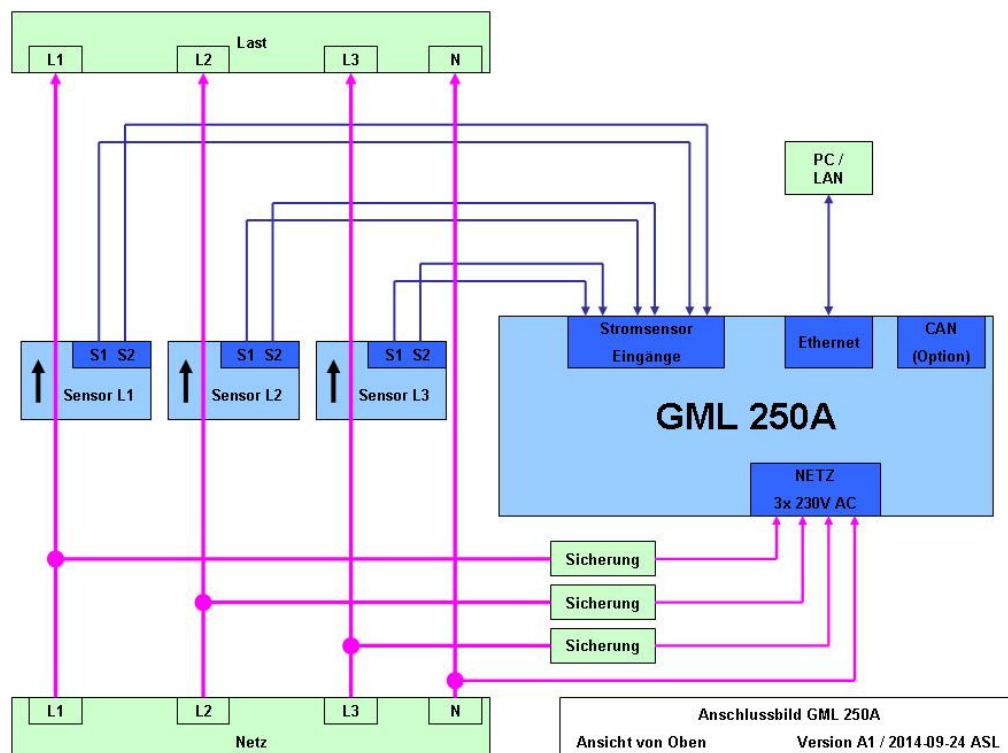 Last
L1 L2 L3 N
PC /
LAN
S1 S2 S1 S2 S1 S2
Sensor L1 Sensor L2 Sensor L3
Stromsensor
Eingänge
Ethernet
CAN
(Option)
GML 250A
NETZ
3x 230V AC
Sicherung
Sicherung
Sicherung
L1 L2 L3 N
Netz
Anschlussbild GML 250A
Ansicht von Oben Version A1 / 2014-09-24 ASL